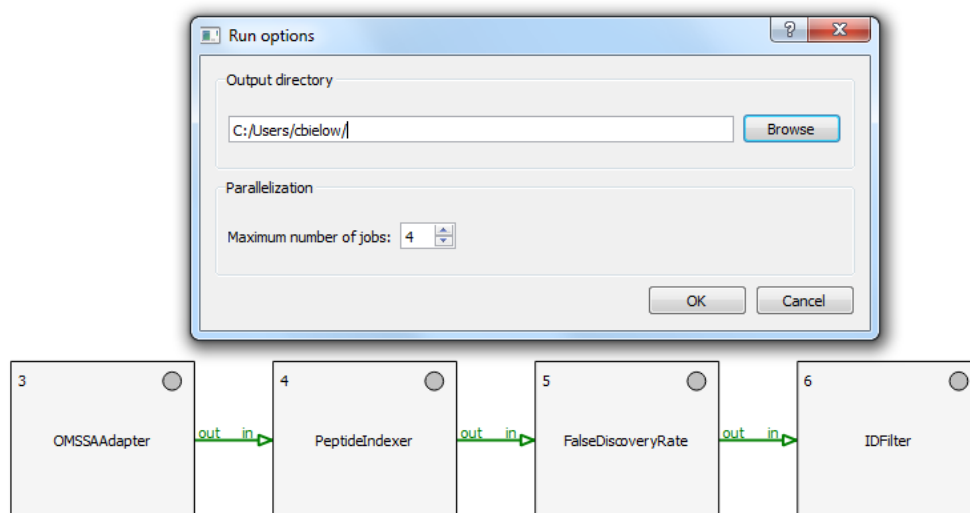 Run options
Output directory
C:/Users/cbielow/
Browse
Parallelization
Maximum number of jobs: 4
OK Cancel
3 4 5 6
OMSSAAdapter out in PeptideIndexer out in FalseDiscoveryRate out in IDFilter